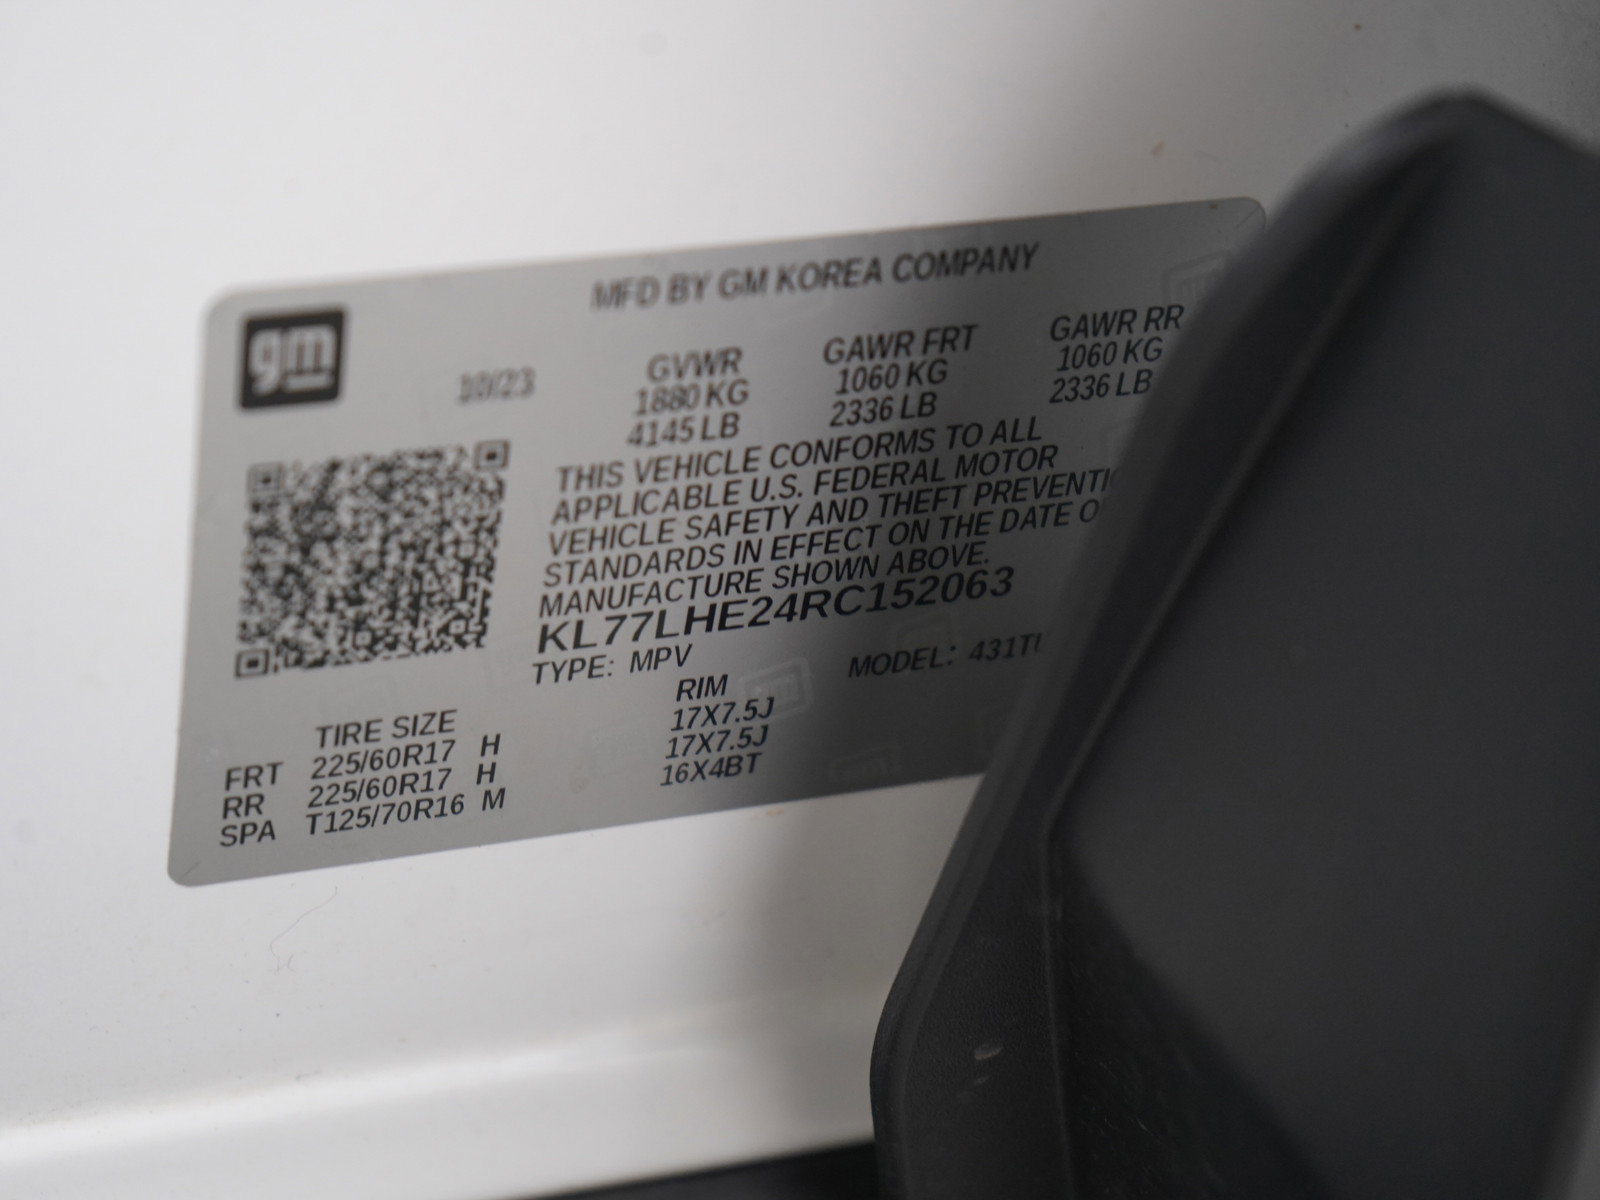 MFD BY GM KOREA COMPANY
gm
10/23
GVWR GAWR FRT GAWR RR
1880 KG 1060 KG 1060 KG
4145 LB 2336 LB 2336 LB
THIS VEHICLE CONFORMS TO ALL
APPLICABLE U.S. FEDERAL MOTOR
VEHICLE SAFETY AND THEFT PREVENTI
STANDARDS IN EFFECT ON THE DATE O
MANUFACTURE SHOWN ABOVE.
KL77LHE24RC152063
TYPE: MPV MODEL: 431T
TIRE SIZE RIM
FRT 225/60R17 H 17X7.5J
RR 225/60R17 H 17X7.5J
SPA T125/70R16 M 16X4BT